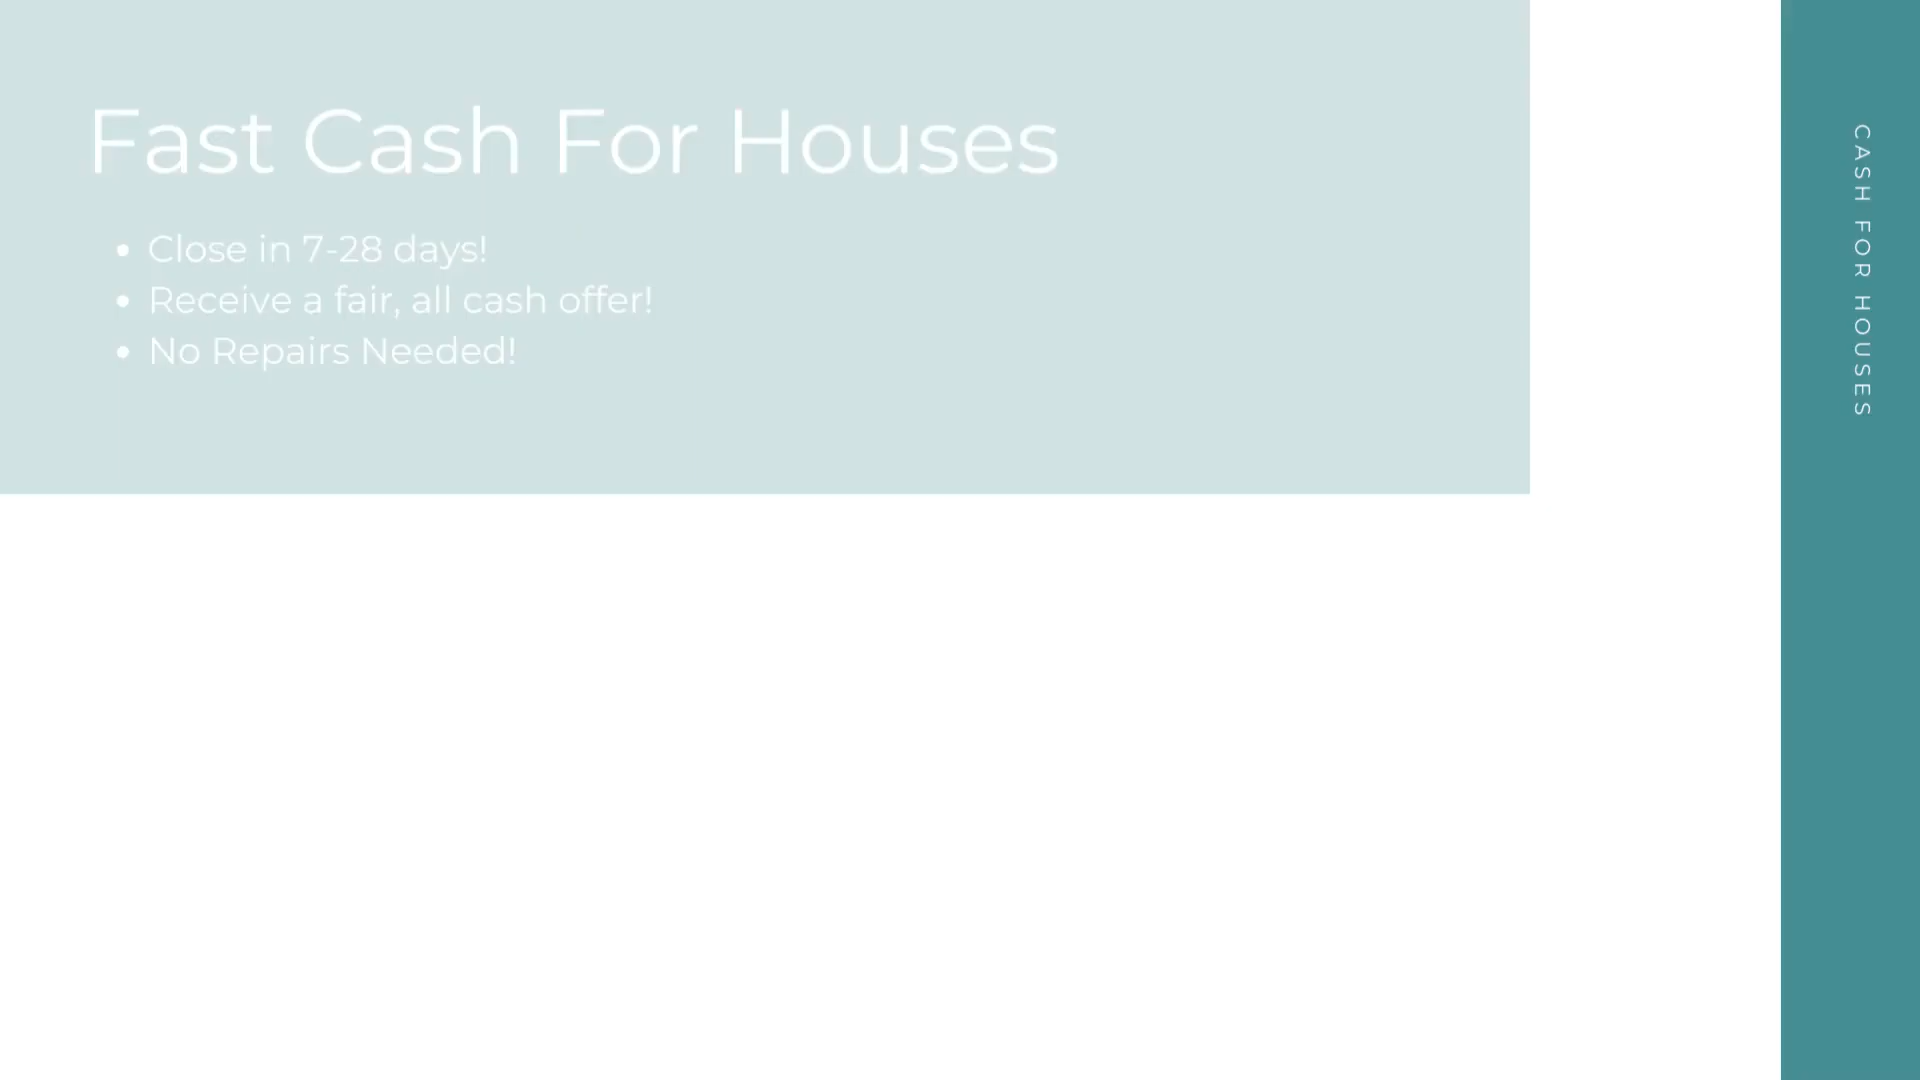 Fast Cash For Houses
• Close in 7-28 days!
• Receive a fair, all cash offer!
• No Repairs Needed!
CASH FOR HOUSES